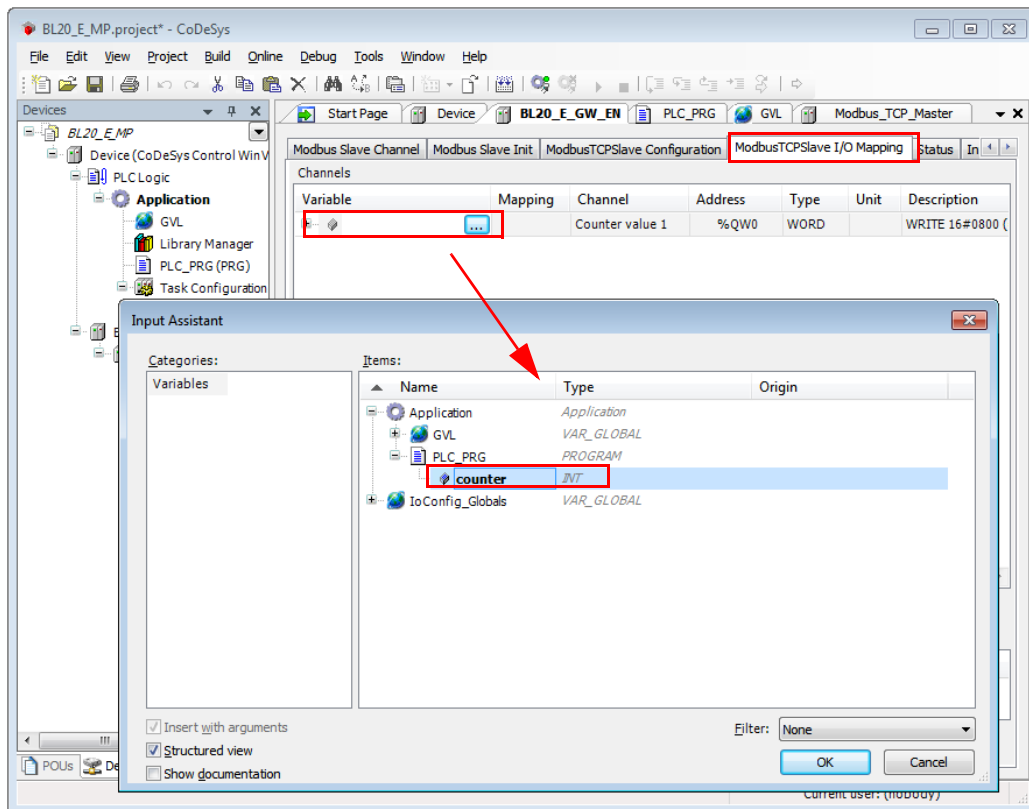 BL20_E_MP.project* - CoDeSys
File Edit View Project Build Online Debug Tools Window Help
Devices
Start Page Device BL20_E_GW_EN PLC_PRG GVL Modbus_TCP_Master
BL20_E_MP
Device (CoDeSys Control Win V
PLC Logic
Application
GVL
Library Manager
PLC_PRG (PRG)
Task Configuration
Modbus Slave Channel Modbus Slave Init ModbusTCPSlave Configuration ModbusTCPSlave I/O Mapping Status In
Channels
Variable Mapping Channel Address Type Unit Description
... Counter value 1 %QW0 WORD WRITE 16#0800 (
Input Assistant
Categories:
Variables
Items:
Name Type Origin
Application Application
GVL VAR_GLOBAL
PLC_PRG PROGRAM
counter INT
IoConfig_Globals VAR_GLOBAL
Insert with arguments
Structured view
Show documentation
Filter: None
OK Cancel
POUs De
Current user: (nobody)